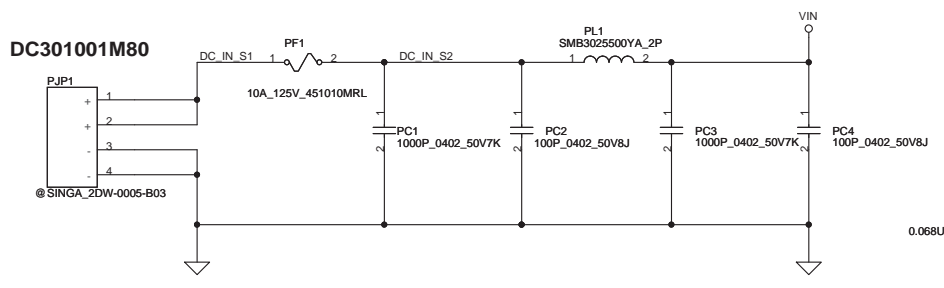 VIN
DC301001M80
PJP1
+ 1
+ 2
- 3
- 4
@SINGA_2DW-0005-B03
DC_IN_S1
PF1
1 2
10A_125V_451010MRL
DC_IN_S2
PL1
SMB3025500YA_2P
1 2
1
2
PC1
1000P_0402_50V7K
1
2
PC2
100P_0402_50V8J
1
2
PC3
1000P_0402_50V7K
1
2
PC4
100P_0402_50V8J
0.068U